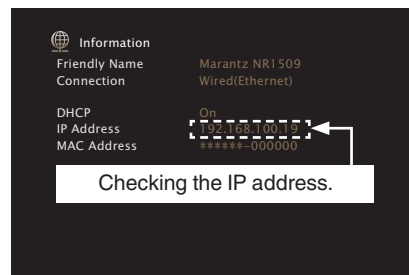 Information
Friendly Name Marantz NR1509
Connection Wired(Ethernet)
DHCP On
IP Address 192.168.100.19
MAC Address ******-000000
Checking the IP address.